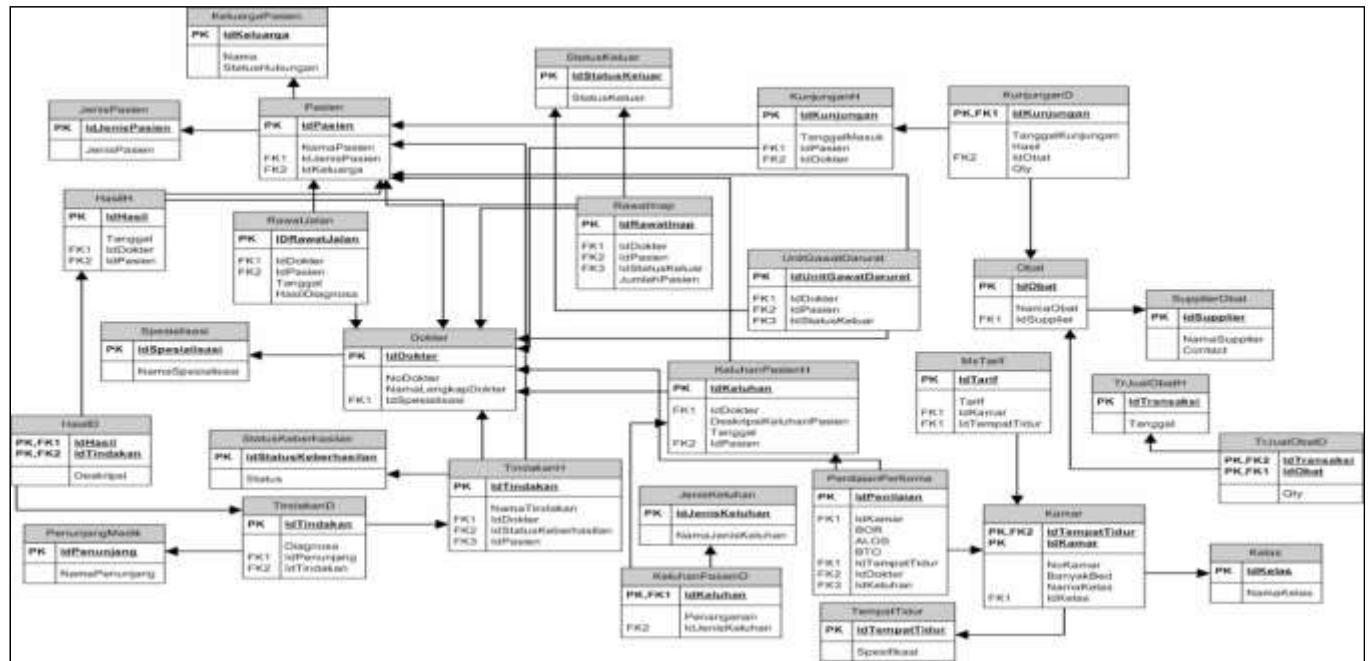 KeluargaPasien
PK IdKeluarga
Nama
StatusHubungan
StatusKeluar
PK IdStatusKeluar
StatusKeluar
JenisPasien
PK IdJenisPasien
JenisPasien
Pasien
PK IdPasien
NamaPasien
FK1 IdJenisPasien
FK2 IdKeluarga
KunjunganH
PK IdKunjungan
TanggalMasuk
FK1 IdPasien
FK2 IdDokter
KunjunganD
PK,FK1 IdKunjungan
TanggalKunjungan
Hasil
FK2 IdObat
Qty
HasilH
PK IdHasil
Tanggal
FK1 IdDokter
FK2 IdPasien
RawatJalan
PK IDRawatJalan
FK1 IdDokter
FK2 IdPasien
Tanggal
HasilDiagnosa
RawatInap
PK IdRawatInap
FK1 IdDokter
FK2 IdPasien
FK3 IdStatusKeluar
JumlahPasien
UnitGawatDarurat
PK IdUnitGawatDarurat
FK1 IdDokter
FK2 IdPasien
FK3 IdStatusKeluar
Obat
PK IdObat
NamaObat
FK1 IdSupplier
SupplierObat
PK IdSupplier
NamaSupplier
Contact
Spesialisasi
PK IdSpesialisasi
NamaSpesialisasi
Dokter
PK IdDokter
NoDokter
NamaLengkapDokter
FK1 IdSpesialisasi
KeluhanPasienH
PK IdKeluhan
FK1 IdDokter
DeskripsiKeluhanPasien
Tanggal
FK2 IdPasien
MsTarif
PK IdTarif
Tarif
FK1 IdKamar
FK1 IdTempatTidur
TrJualObatH
PK IdTransaksi
Tanggal
TrJualObatD
PK,FK2 IdTransaksi
PK,FK1 IdObat
Qty
HasilD
PK,FK1 IdHasil
PK,FK2 IdTindakan
Deskripsi
StatusKeberhasilan
PK IdStatusKeberhasilan
Status
TindakanH
PK IdTindakan
NamaTindakan
FK1 IdDokter
FK2 IdStatusKeberhasilan
FK3 IdPasien
TindakanD
PK IdTindakan
Diagnosa
FK1 IdPenunjang
FK2 IdTindakan
PenunjangMedik
PK IdPenunjang
NamaPenunjang
JenisKeluhan
PK IdJenisKeluhan
NamaJenisKeluhan
KeluhanPasienD
PK,FK1 IdKeluhan
Penanganan
FK2 IdJenisKeluhan
PK IdPenilaian
FK1 IdKamar
BOR
ALOS
BTO
FK1 IdTempatTidur
FK2 IdDokter
FK3 IdKeluhan
Kamar
PK,FK2 IdTempatTidur
PK IdKamar
NoKamar
BanyakBed
NamaKelas
FK1 IdKelas
Kelas
PK IdKelas
NamaKelas
TempatTidur
PK IdTempatTidur
Spesifikasi